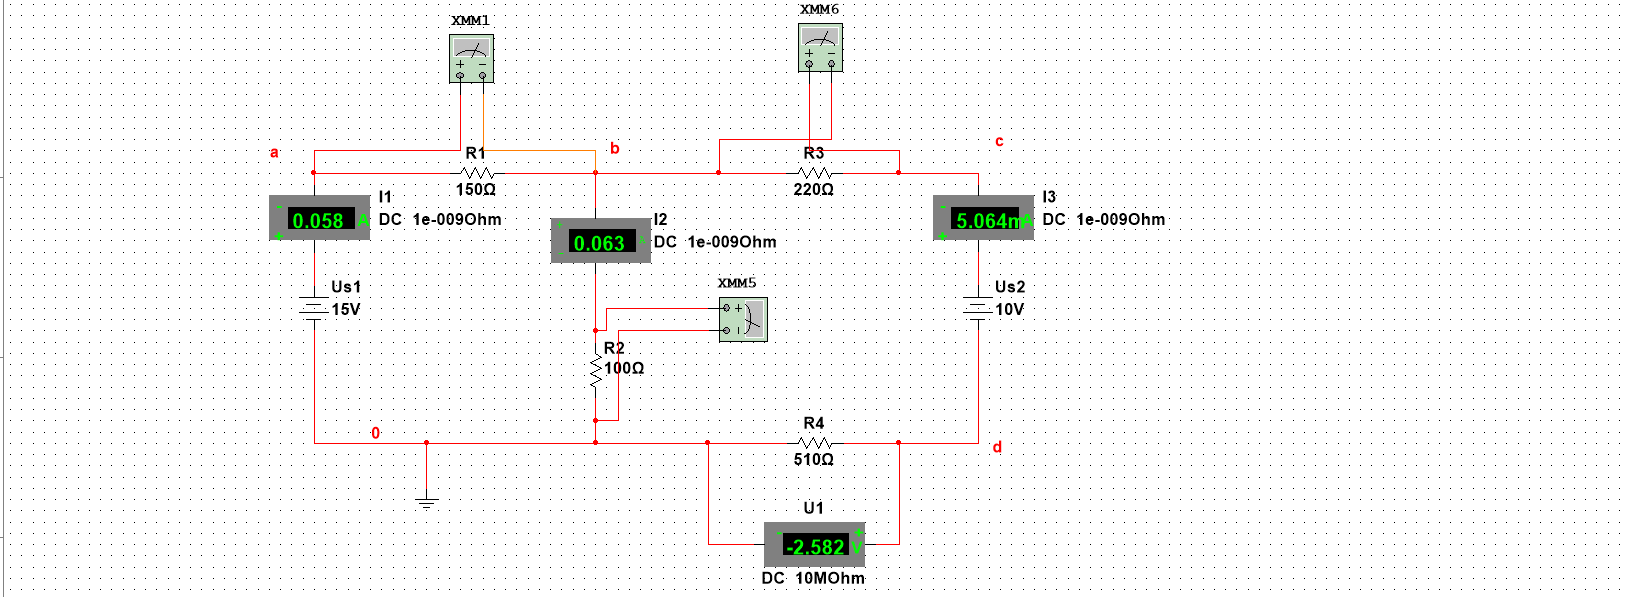 XMM1
XMM6
a
R1
150Ω
b
R3
220Ω
c
I1
0.058 A
DC 1e-009Ohm
I2
0.063 A
DC 1e-009Ohm
I3
5.064mA
DC 1e-009Ohm
Us1
15V
XMM5
Us2
10V
R2
100Ω
0
R4
510Ω
d
U1
-2.582 V
DC 10MOhm